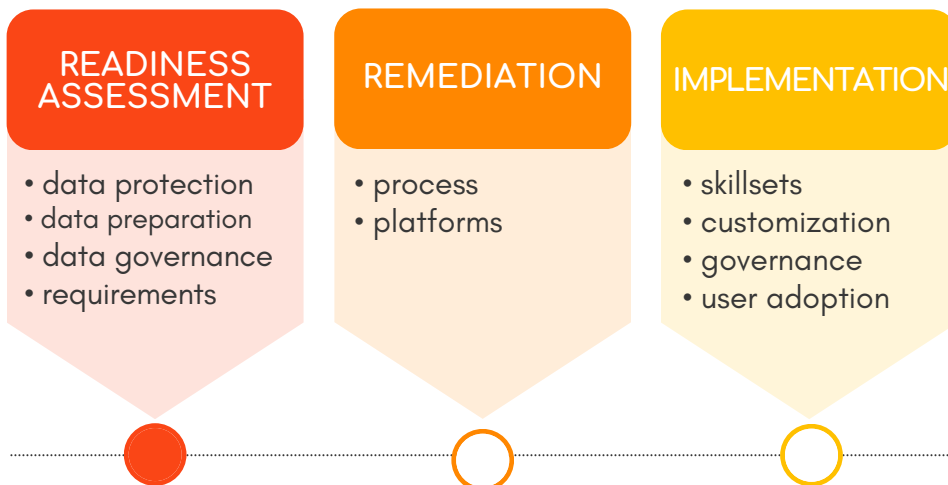 READINESS
ASSESSMENT
• data protection
• data preparation
• data governance
• requirements
REMEDIATION
• process
• platforms
IMPLEMENTATION
• skillsets
• customization
• governance
• user adoption